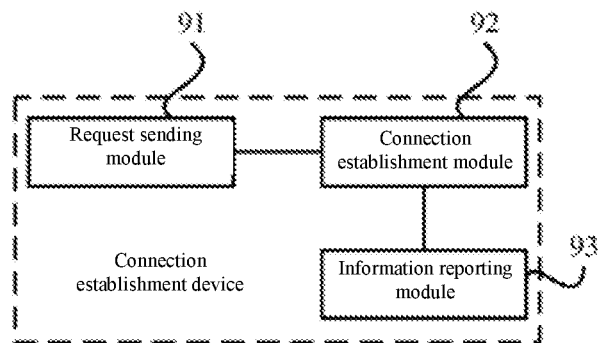 91
92
Request sending
module
Connection
establishment module
Connection
establishment device
Information reporting
module
93